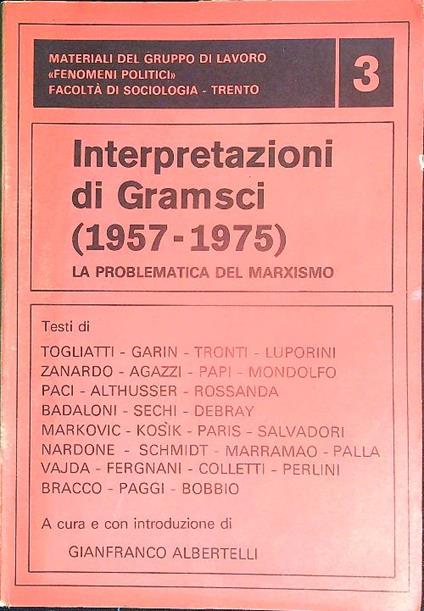 MATERIALI DEL GRUPPO DI LAVORO
«FENOMENI POLITICI»
FACOLTÀ DI SOCIOLOGIA - TRENTO
3
Interpretazioni
di Gramsci
(1957-1975)
LA PROBLEMATICA DEL MARXISMO
Testi di
TOGLIATTI - GARIN - TRONTI - LUPORINI
ZANARDO - AGAZZI - PAPI - MONDOLFO
PACI - ALTHUSSER - ROSSANDA
BADALONI - SECHI - DEBRAY
MARKOVIC - KOSÌK - PARIS - SALVADORI
NARDONE - SCHMIDT - MARRAMAO - PALLA
VAJDA - FERGNANI - COLLETTI - PERLINI
BRACCO - PAGGI - BOBBIO
A cura e con introduzione di
GIANFRANCO ALBERTELLI